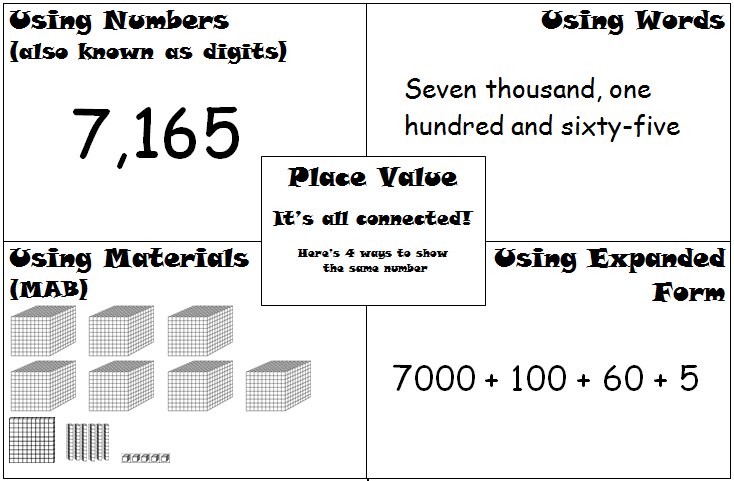 Using Numbers
(also known as digits)
7,165
Using Words
Seven thousand, one
hundred and sixty-five
Place Value
It's all connected!
Here's 4 ways to show
the same number
Using Materials
(MAB)
Using Expanded
Form
7000 + 100 + 60 + 5